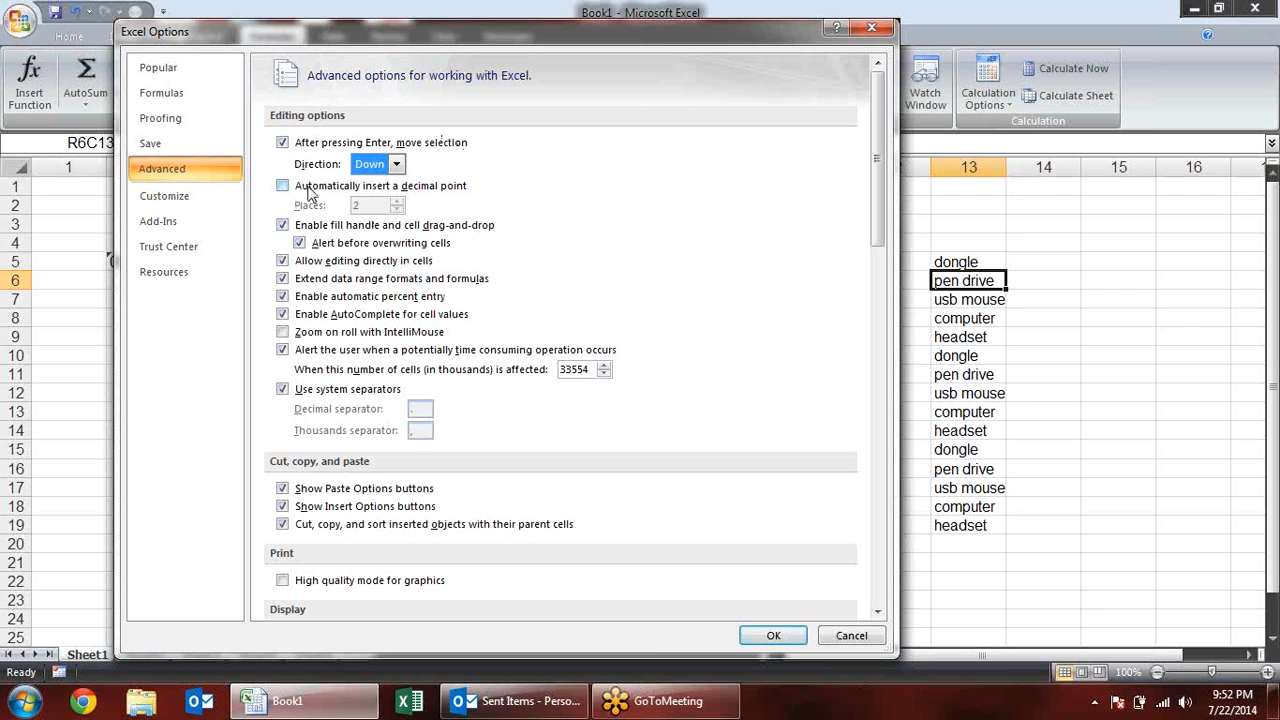 Book1 - Microsoft Excel
Excel Options
Home
Insert Function
AutoSum
Watch Window
Calculation Options
Calculate Now
Calculate Sheet
Calculation
Popular
Formulas
Proofing
Save
Advanced
Customize
Add-Ins
Trust Center
Resources
Advanced options for working with Excel.
Editing options
After pressing Enter, move selection
Direction: Down
Automatically insert a decimal point
Places: 2
Enable fill handle and cell drag-and-drop
Alert before overwriting cells
Allow editing directly in cells
Extend data range formats and formulas
Enable automatic percent entry
Enable AutoComplete for cell values
Zoom on roll with IntelliMouse
Alert the user when a potentially time consuming operation occurs
When this number of cells (in thousands) is affected: 33554
Use system separators
Decimal separator: .
Thousands separator: ,
Cut, copy, and paste
Show Paste Options buttons
Show Insert Options buttons
Cut, copy, and sort inserted objects with their parent cells
Print
High quality mode for graphics
Display
OK
Cancel
R6C13
1 13 14 15 16
1
2
3
4
5 dongle
6 pen drive
7 usb mouse
8 computer
9 headset
10 dongle
11 pen drive
12 usb mouse
13 computer
14 headset
15 dongle
16 pen drive
17 usb mouse
18 computer
19 headset
20
21
22
23
24
25
Sheet1
Ready
100%
Book1
Sent Items - Perso...
GoToMeeting
9:52 PM
7/22/2014